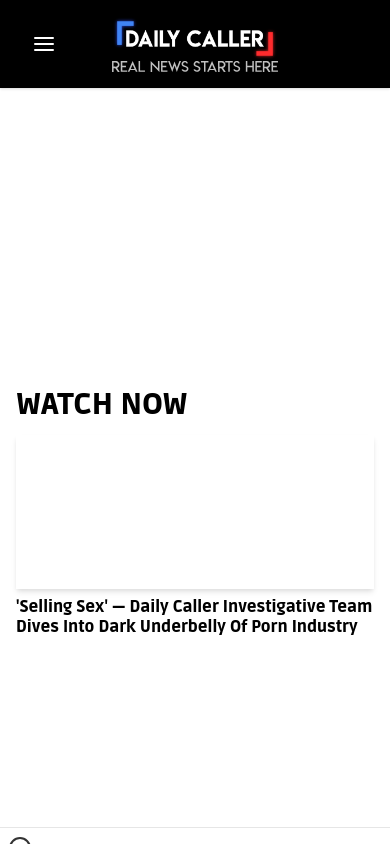 DAILY CALLER
REAL NEWS STARTS HERE
WATCH NOW
'Selling Sex' — Daily Caller Investigative Team
Dives Into Dark Underbelly Of Porn Industry